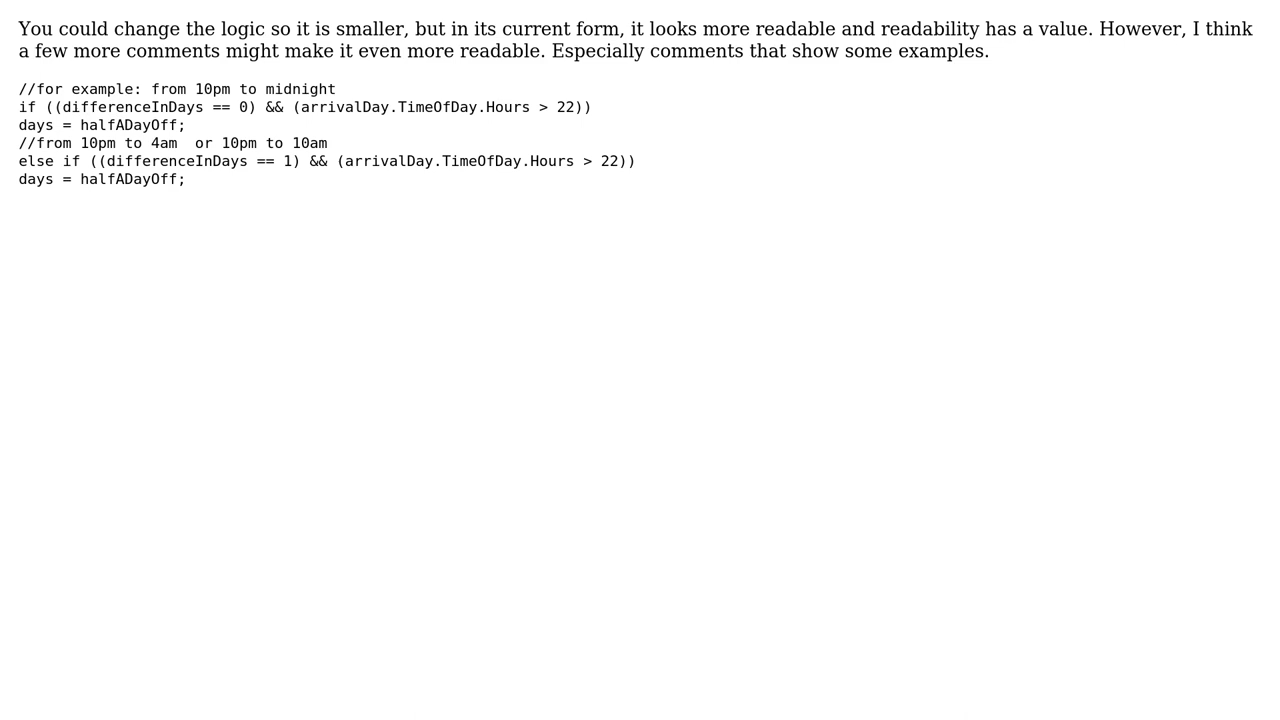 You could change the logic so it is smaller, but in its current form, it looks more readable and readability has a value. However, I think
a few more comments might make it even more readable. Especially comments that show some examples.
//for example: from 10pm to midnight
if ((differenceInDays == 0) && (arrivalDay.TimeOfDay.Hours > 22))
days = halfADayOff;
//from 10pm to 4am  or 10pm to 10am
else if ((differenceInDays == 1) && (arrivalDay.TimeOfDay.Hours > 22))
days = halfADayOff;